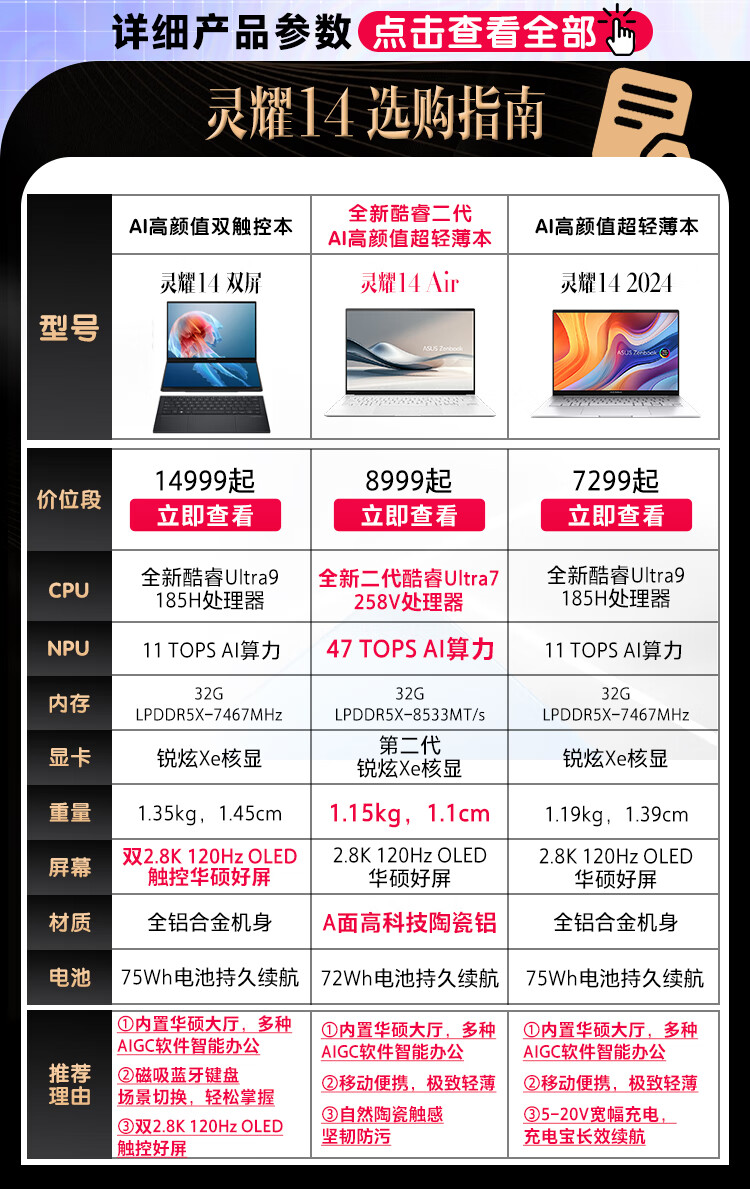 详细产品参数 点击查看全部
灵耀14 选购指南
型号
AI高颜值双触控本
全新酷睿二代
AI高颜值超轻薄本
AI高颜值超轻薄本
灵耀14 双屏
灵耀14 Air
灵耀14 2024
ASUS Zenbook
ASUS Zenbook
价位段
14999起
8999起
7299起
立即查看
立即查看
立即查看
CPU
全新酷睿Ultra9
185H处理器
全新二代酷睿Ultra7
258V处理器
全新酷睿Ultra9
185H处理器
NPU
11 TOPS AI算力
47 TOPS AI算力
11 TOPS AI算力
内存
32G
LPDDR5X-7467MHz
32G
LPDDR5X-8533MT/s
32G
LPDDR5X-7467MHz
显卡
锐炫Xe核显
第二代
锐炫Xe核显
锐炫Xe核显
重量
1.35kg，1.45cm
1.15kg，1.1cm
1.19kg，1.39cm
屏幕
双2.8K 120Hz OLED
触控华硕好屏
2.8K 120Hz OLED
华硕好屏
2.8K 120Hz OLED
华硕好屏
材质
全铝合金机身
A面高科技陶瓷铝
全铝合金机身
电池
75Wh电池持久续航
72Wh电池持久续航
75Wh电池持久续航
推荐
理由
①内置华硕大厅，多种
AIGC软件智能办公
②磁吸蓝牙键盘
场景切换，轻松掌握
③双2.8K 120Hz OLED
触控好屏
①内置华硕大厅，多种
AIGC软件智能办公
②移动便携，极致轻薄
③自然陶瓷触感
坚韧防污
①内置华硕大厅，多种
AIGC软件智能办公
②移动便携，极致轻薄
③5-20V宽幅充电，
充电宝长效续航